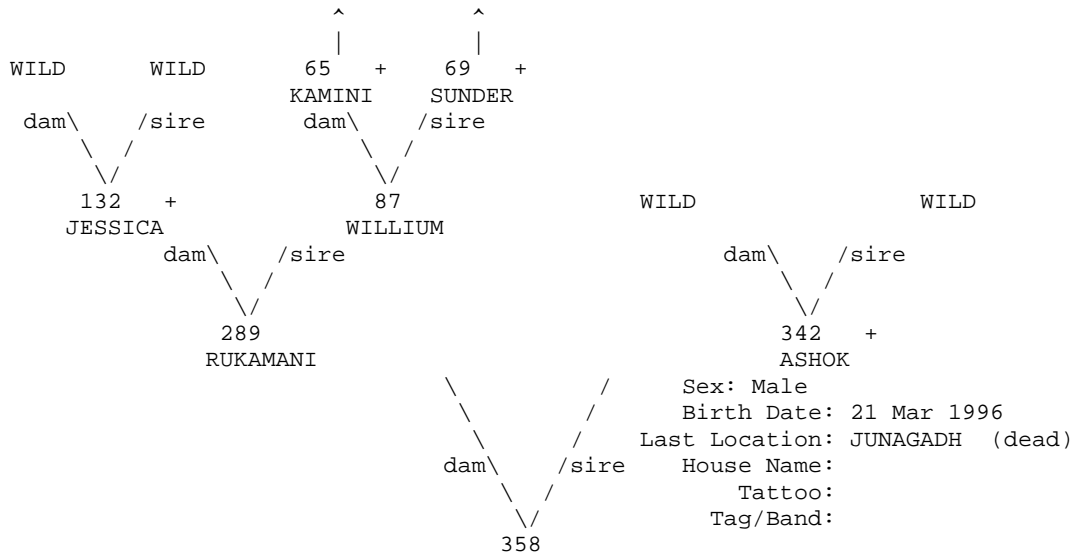 ^ ^
| |
WILD WILD 65 + 69 +
KAMINI SUNDER
dam\ /sire dam\ /sire
\ / \ /
\/ \/
132 + 87 WILD WILD
JESSICA WILLIUM
dam\ /sire dam\ /sire
\ / \ /
\/ \/
289 342 +
RUKAMANI ASHOK
\ / Sex: Male
\ / Birth Date: 21 Mar 1996
\ / Last Location: JUNAGADH (dead)
dam\ /sire House Name:
\ / Tattoo:
\/ Tag/Band:
358